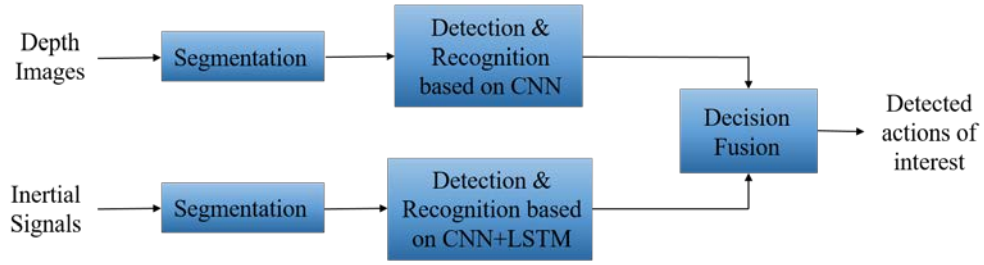 Depth
Images
Segmentation
Detection &
Recognition
based on CNN
Decision
Fusion
Detected
actions of
interest
Inertial
Signals
Segmentation
Detection &
Recognition based
on CNN+LSTM